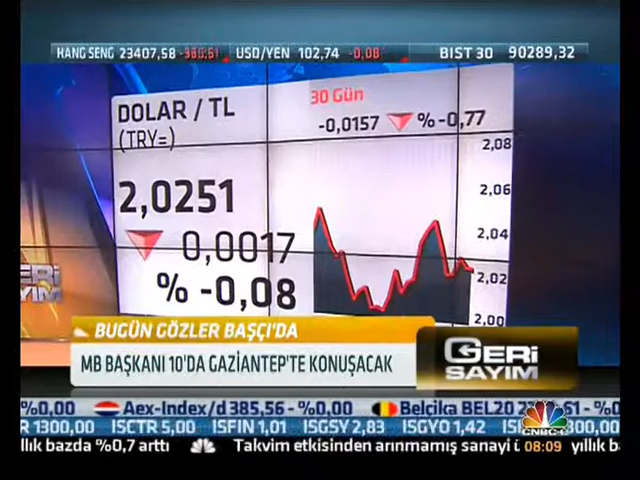 HANG SENG 23407,58 USD/YEN 102,74 -0,08 BIST 30 90289,32
DOLAR / TL
(TRY=)
30 Gün
-0,0157 %-0,77
2,0251
0,0017
% -0,08
2,08
2,06
2,04
2,02
2,00
BUGÜN GÖZLER BAŞÇI'DA
MB BAŞKANI 10'DA GAZİANTEP'TE KONUŞACAK
GERİ
SAYIM
%0,00 Aex-Index/d 385,56 - %0,00 Belçika BEL20
1300,00 ISCTR 5,00 ISFIN 1,01 ISGSY 2,83 ISGYO 1,42
CNBC-e
llık bazda %0,7 arttı Takvim etkisinden arınmamış sanayi 08:09 yıllık b